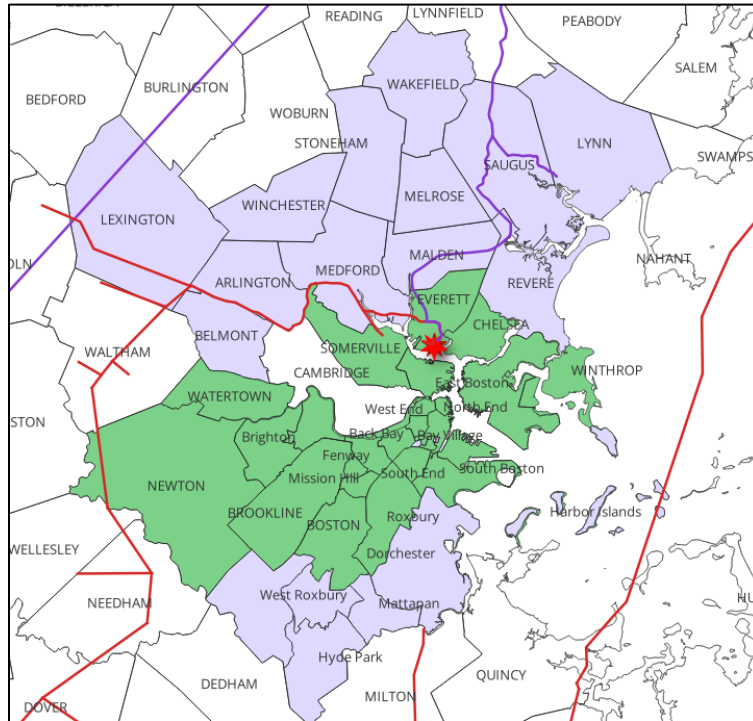 READING
LYNNFIELD
PEABODY
SALEM
BURLINGTON
BEDFORD
WAKEFIELD
WOBURN
STONEHAM
LYNN
SWAMPS
SAUGUS
MELROSE
WINCHESTER
LEXINGTON
MALDEN
NAHANT
OLN
MEDFORD
ARLINGTON
REVERE
EVERETT
CHELSEA
BELMONT
SOMERVILLE
WALTHAM
CAMBRIDGE
WINTHROP
East Boston
WATERTOWN
West End
North End
STON
Back Bay
Bay Village
Brighton
Fenway
South End
South Boston
Mission Hill
NEWTON
BROOKLINE
Roxbury
Harbor Islands
BOSTON
WELLESLEY
Dorchester
West Roxbury
Mattapan
NEEDHAM
HU
Hyde Park
QUINCY
DEDHAM
MILTON
DOVER